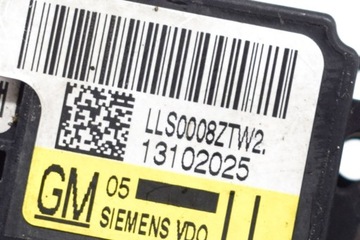 LLS0008ZTW2.
13102025
GM 05
SIEMENS VDO